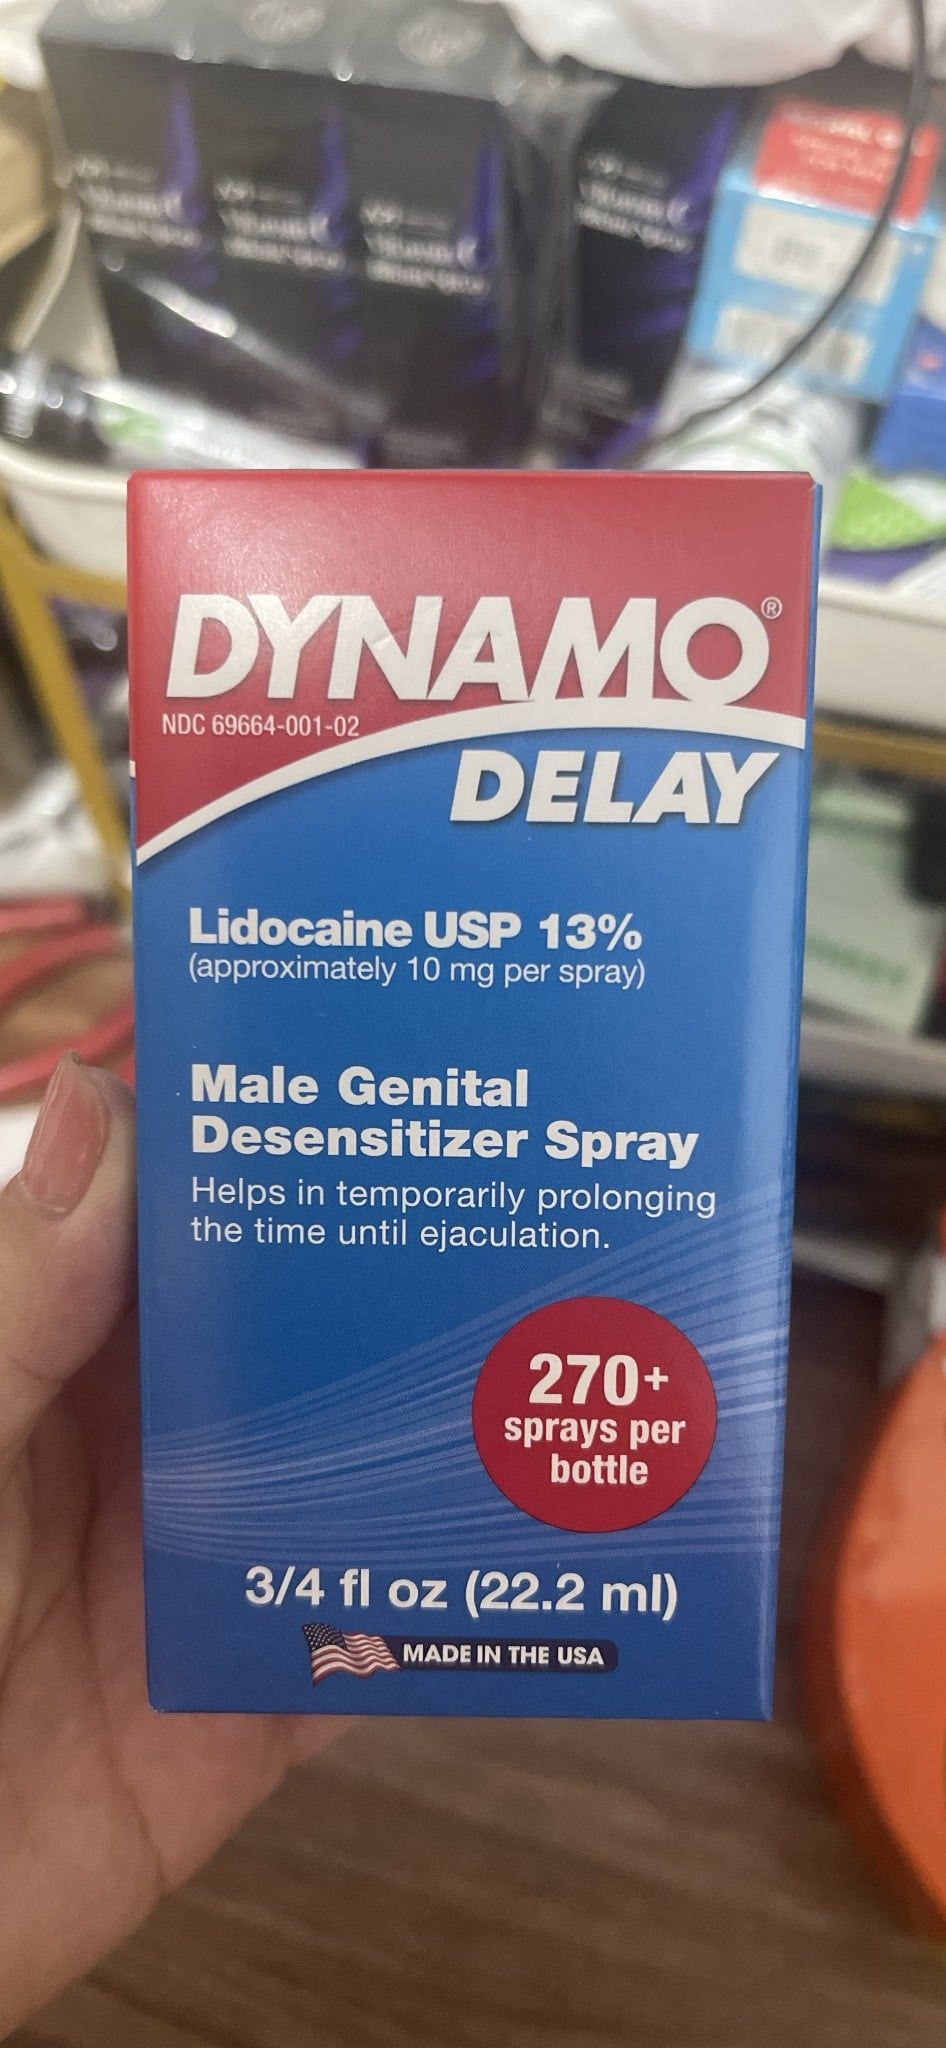 DYNAMO®
NDC 69664-001-02
DELAY
Lidocaine USP 13%
(approximately 10 mg per spray)
Male Genital
Desensitizer Spray
Helps in temporarily prolonging
the time until ejaculation.
270+
sprays per
bottle
3/4 fl oz (22.2 ml)
MADE IN THE USA